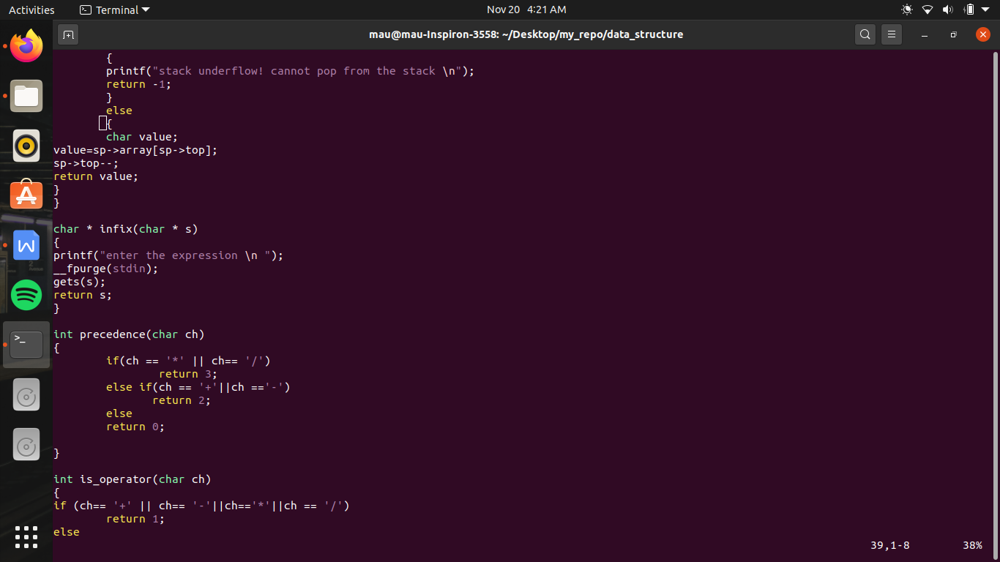 Activities Terminal Nov 20 4:21 AM
mau@mau-Inspiron-3558: ~/Desktop/my_repo/data_structure
{
printf("stack underflow! cannot pop from the stack \n");
return -1;
}
else
{
char value;
value=sp->array[sp->top];
sp->top--;
return value;
}
}
char * infix(char * s)
{
printf("enter the expression \n ");
__fpurge(stdin);
gets(s);
return s;
}
int precedence(char ch)
{
if(ch == '*' || ch== '/')
return 3;
else if(ch == '+'||ch =='-')
return 2;
else
return 0;
}
int is_operator(char ch)
{
if (ch== '+' || ch== '-'||ch=='*'||ch == '/')
return 1;
else
39,1-8 38%